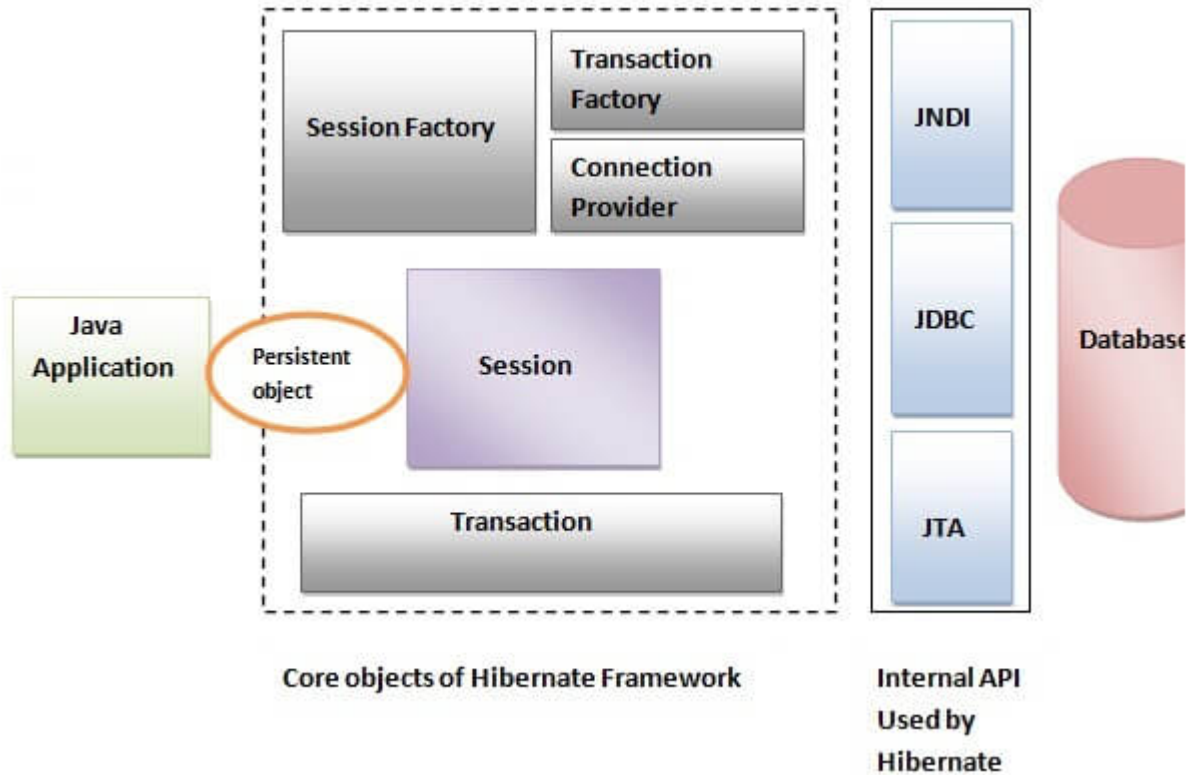 Session Factory
Transaction
Factory
Connection
Provider
JNDI
Java
Application
Persistent
object
Session
JDBC
Database
Transaction
JTA
Core objects of Hibernate Framework
Internal API
Used by
Hibernate